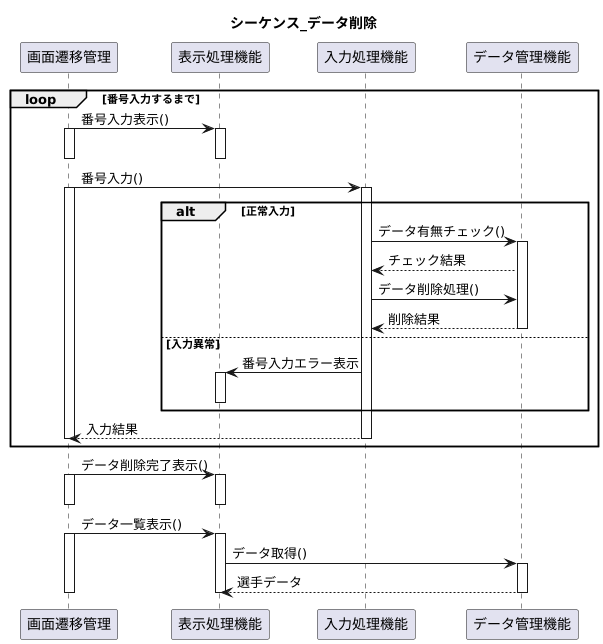 シーケンス_データ削除
画面遷移管理
表示処理機能
入力処理機能
データ管理機能
loop [番号入力するまで]
番号入力表示()
番号入力()
alt [正常入力]
データ有無チェック()
チェック結果
データ削除処理()
削除結果
[入力異常]
番号入力エラー表示
入力結果
データ削除完了表示()
データ一覧表示()
データ取得()
選手データ
画面遷移管理
表示処理機能
入力処理機能
データ管理機能